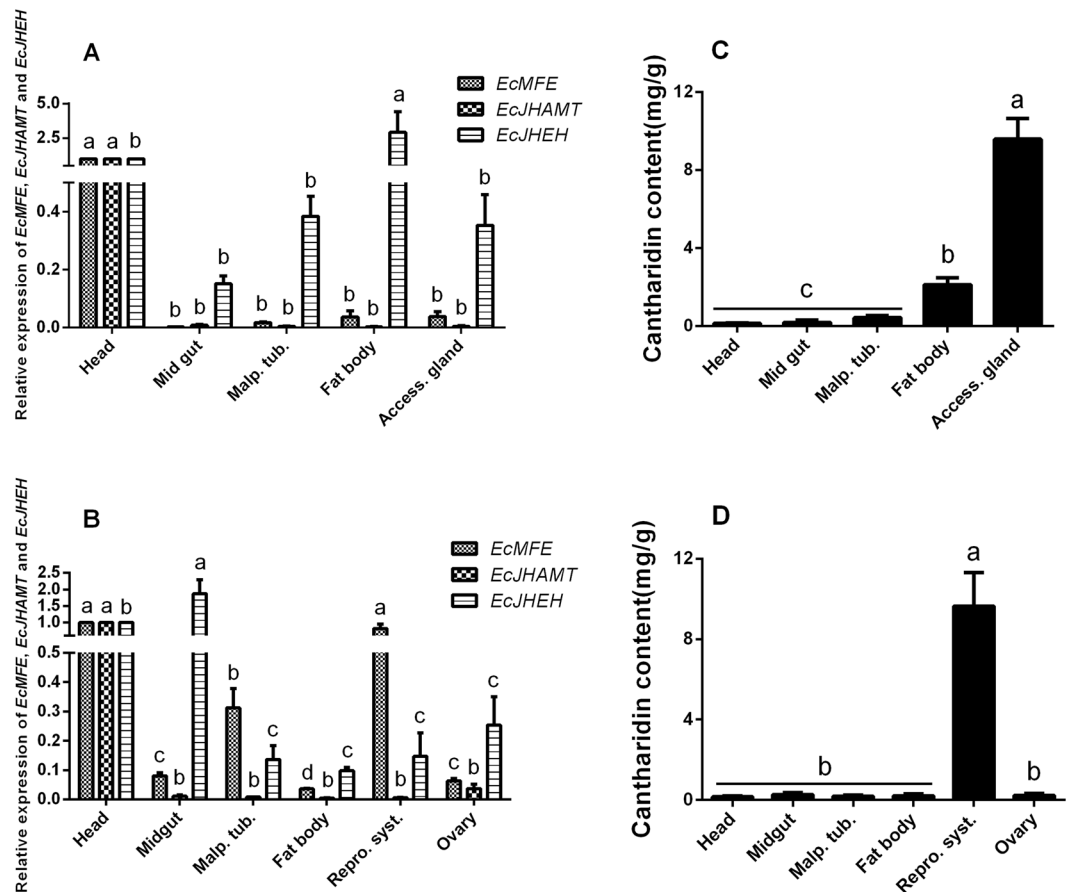 A
Relative expression of EcMFE, EcJHAMT and EcJHEH
EcMFE
EcJHAMT
EcJHEH
5.0
2.5
0.4
0.2
0.0
a a b
b b b
b b b
b b a
b b b
Head
Mid gut
Malp. tub.
Fat body
Access. gland
C
Cantharidin content(mg/g)
12
8
4
0
c
b
a
Head
Mid gut
Malp. tub.
Fat body
Access. gland
B
Relative expression of EcMFE, EcJHAMT and EcJHEH
EcMFE
EcJHAMT
EcJHEH
2.5
2.0
1.5
1.0
0.5
0.4
0.3
0.2
0.1
0.0
a a b
c b a
b b c
d b c
a b c
c b c
Head
Midgut
Malp. tub.
Fat body
Repro. syst.
Ovary
D
Cantharidin content(mg/g)
12
8
4
0
b
a
b
Head
Midgut
Malp. tub.
Fat body
Repro. syst.
Ovary